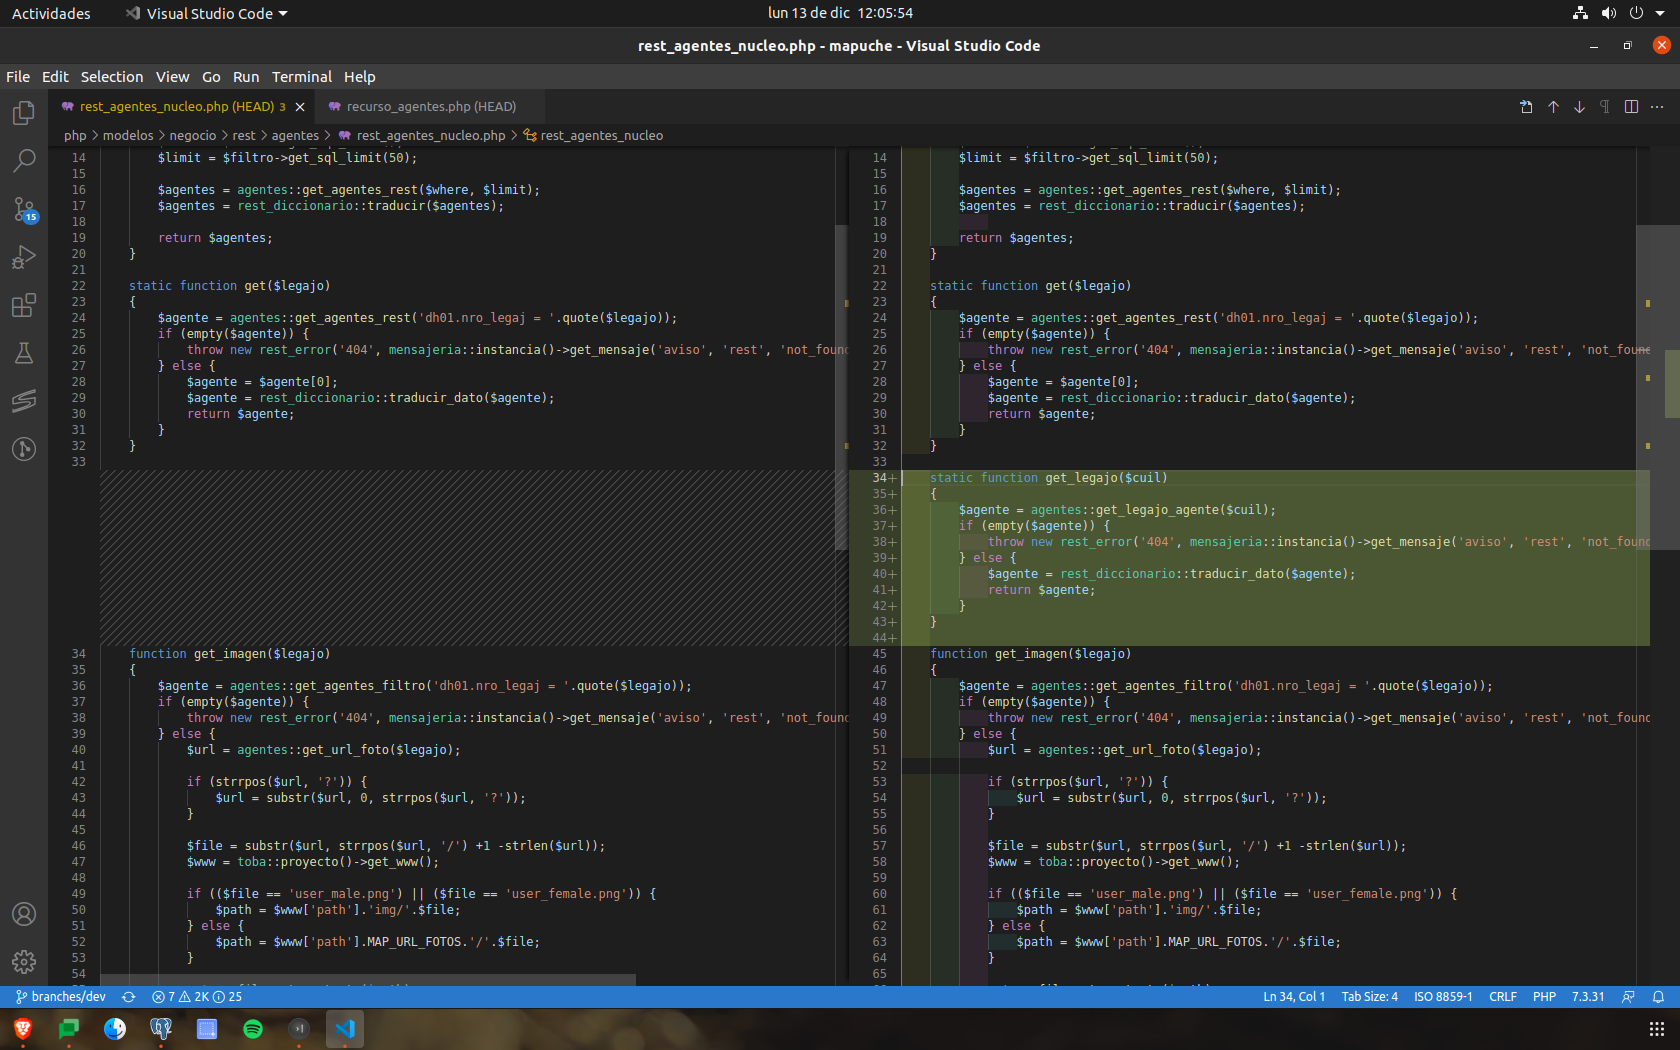 Actividades
Visual Studio Code
lun 13 de dic 12:05:54
rest_agentes_nucleo.php - mapuche - Visual Studio Code
File Edit Selection View Go Run Terminal Help
rest_agentes_nucleo.php (HEAD) 3
recurso_agentes.php (HEAD)
php > modelos > negocio > rest > agentes > rest_agentes_nucleo.php > rest_agentes_nucleo
15
14 $limit = $filtro->get_sql_limit(50);
15
16 $agentes = agentes::get_agentes_rest($where, $limit);
17 $agentes = rest_diccionario::traducir($agentes);
18
19 return $agentes;
20 }
21
22 static function get($legajo)
23 {
24 $agente = agentes::get_agentes_rest('dh01.nro_legaj = '.quote($legajo));
25 if (empty($agente)) {
26 throw new rest_error('404', mensajeria::instancia()->get_mensaje('aviso', 'rest', 'not_found
27 } else {
28 $agente = $agente[0];
29 $agente = rest_diccionario::traducir_dato($agente);
30 return $agente;
31 }
32 }
33
34 function get_imagen($legajo)
35 {
36 $agente = agentes::get_agentes_filtro('dh01.nro_legaj = '.quote($legajo));
37 if (empty($agente)) {
38 throw new rest_error('404', mensajeria::instancia()->get_mensaje('aviso', 'rest', 'not_found
39 } else {
40 $url = agentes::get_url_foto($legajo);
41
42 if (strrpos($url, '?')) {
43 $url = substr($url, 0, strrpos($url, '?'));
44 }
45
46 $file = substr($url, strrpos($url, '/') +1 -strlen($url));
47 $www = toba::proyecto()->get_www();
48
49 if (($file == 'user_male.png') || ($file == 'user_female.png')) {
50 $path = $www['path'].'img/'.$file;
51 } else {
52 $path = $www['path'].MAP_URL_FOTOS.'/'.$file;
53 }
54
14 $limit = $filtro->get_sql_limit(50);
15
16 $agentes = agentes::get_agentes_rest($where, $limit);
17 $agentes = rest_diccionario::traducir($agentes);
18
19 return $agentes;
20 }
21
22 static function get($legajo)
23 {
24 $agente = agentes::get_agentes_rest('dh01.nro_legaj = '.quote($legajo));
25 if (empty($agente)) {
26 throw new rest_error('404', mensajeria::instancia()->get_mensaje('aviso', 'rest', 'not_found
27 } else {
28 $agente = $agente[0];
29 $agente = rest_diccionario::traducir_dato($agente);
30 return $agente;
31 }
32 }
33
34+ static function get_legajo($cuil)
35+ {
36+ $agente = agentes::get_legajo_agente($cuil);
37+ if (empty($agente)) {
38+ throw new rest_error('404', mensajeria::instancia()->get_mensaje('aviso', 'rest', 'not_found
39+ } else {
40+ $agente = rest_diccionario::traducir_dato($agente);
41+ return $agente;
42+ }
43+ }
44+
45 function get_imagen($legajo)
46 {
47 $agente = agentes::get_agentes_filtro('dh01.nro_legaj = '.quote($legajo));
48 if (empty($agente)) {
49 throw new rest_error('404', mensajeria::instancia()->get_mensaje('aviso', 'rest', 'not_found
50 } else {
51 $url = agentes::get_url_foto($legajo);
52
53 if (strrpos($url, '?')) {
54 $url = substr($url, 0, strrpos($url, '?'));
55 }
56
57 $file = substr($url, strrpos($url, '/') +1 -strlen($url));
58 $www = toba::proyecto()->get_www();
59
60 if (($file == 'user_male.png') || ($file == 'user_female.png')) {
61 $path = $www['path'].'img/'.$file;
62 } else {
63 $path = $www['path'].MAP_URL_FOTOS.'/'.$file;
64 }
65
branches/dev 7 2K 25
Ln 34, Col 1 Tab Size: 4 ISO 8859-1 CRLF PHP 7.3.31